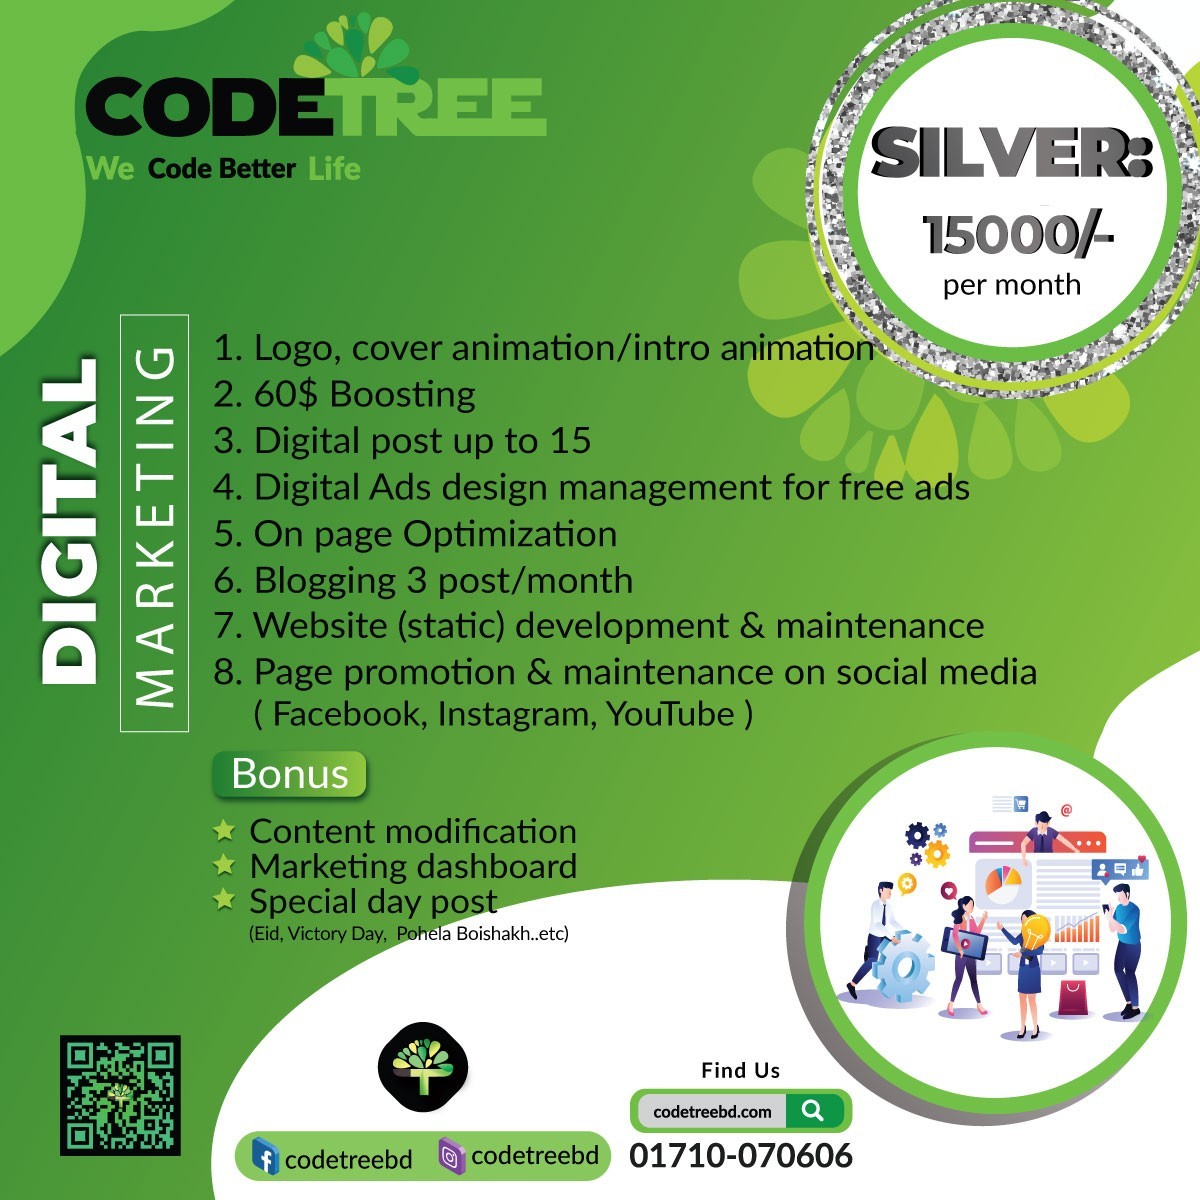 CODETREE
We Code Better Life
SILVER:
15000/-
per month
DIGITAL
MARKETING
1. Logo, cover animation/intro animation
2. 60$ Boosting
3. Digital post up to 15
4. Digital Ads design management for free ads
5. On page Optimization
6. Blogging 3 post/month
7. Website (static) development & maintenance
8. Page promotion & maintenance on social media
( Facebook, Instagram, YouTube )
Bonus
Content modification
Marketing dashboard
Special day post
(Eid, Victory Day, Pohela Boishakh..etc)
Find Us
codetreebd.com
codetreebd codetreebd
01710-070606